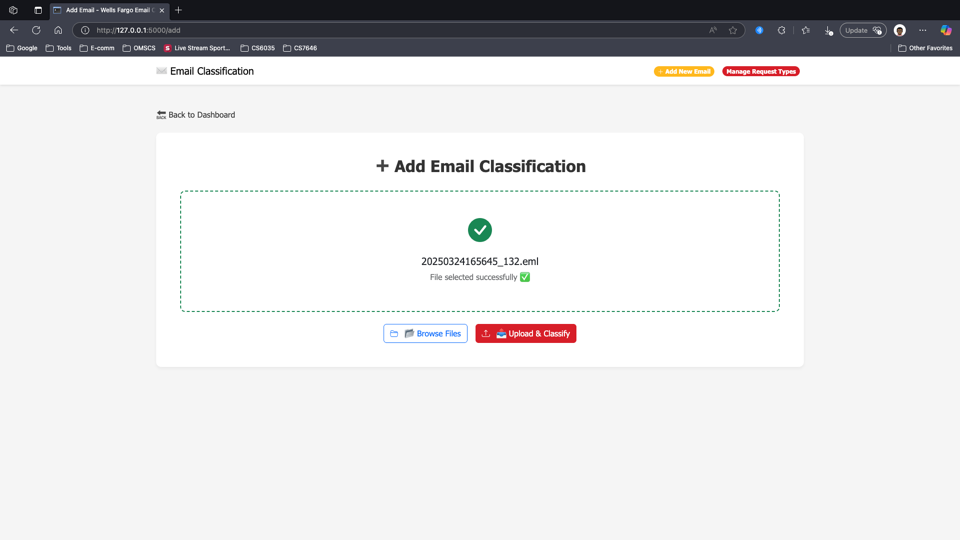 Add Email - Wells Fargo Email C
http://127.0.0.1:5000/add
Update
Google Tools E-comm OMSCS Live Stream Sport... CS6035 CS7646 Other Favorites
Email Classification
+ Add New Email Manage Request Types
BACK Back to Dashboard
+ Add Email Classification
20250324165645_132.eml
File selected successfully
Browse Files Upload & Classify